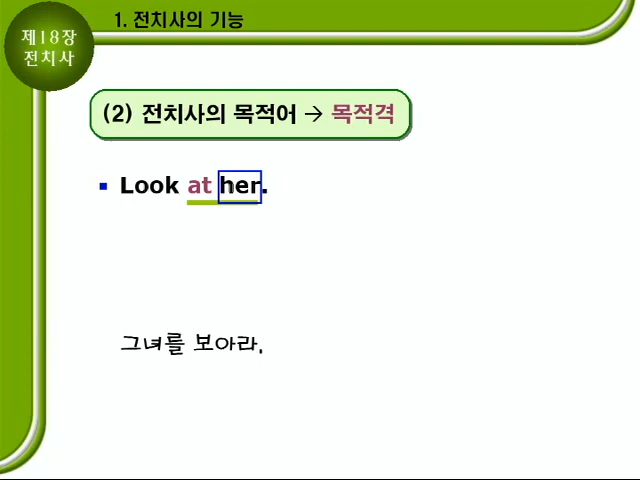 제18장
전치사
1. 전치사의 기능
(2) 전치사의 목적어 → 목적격
▪ Look at her.
그녀를 보아라.